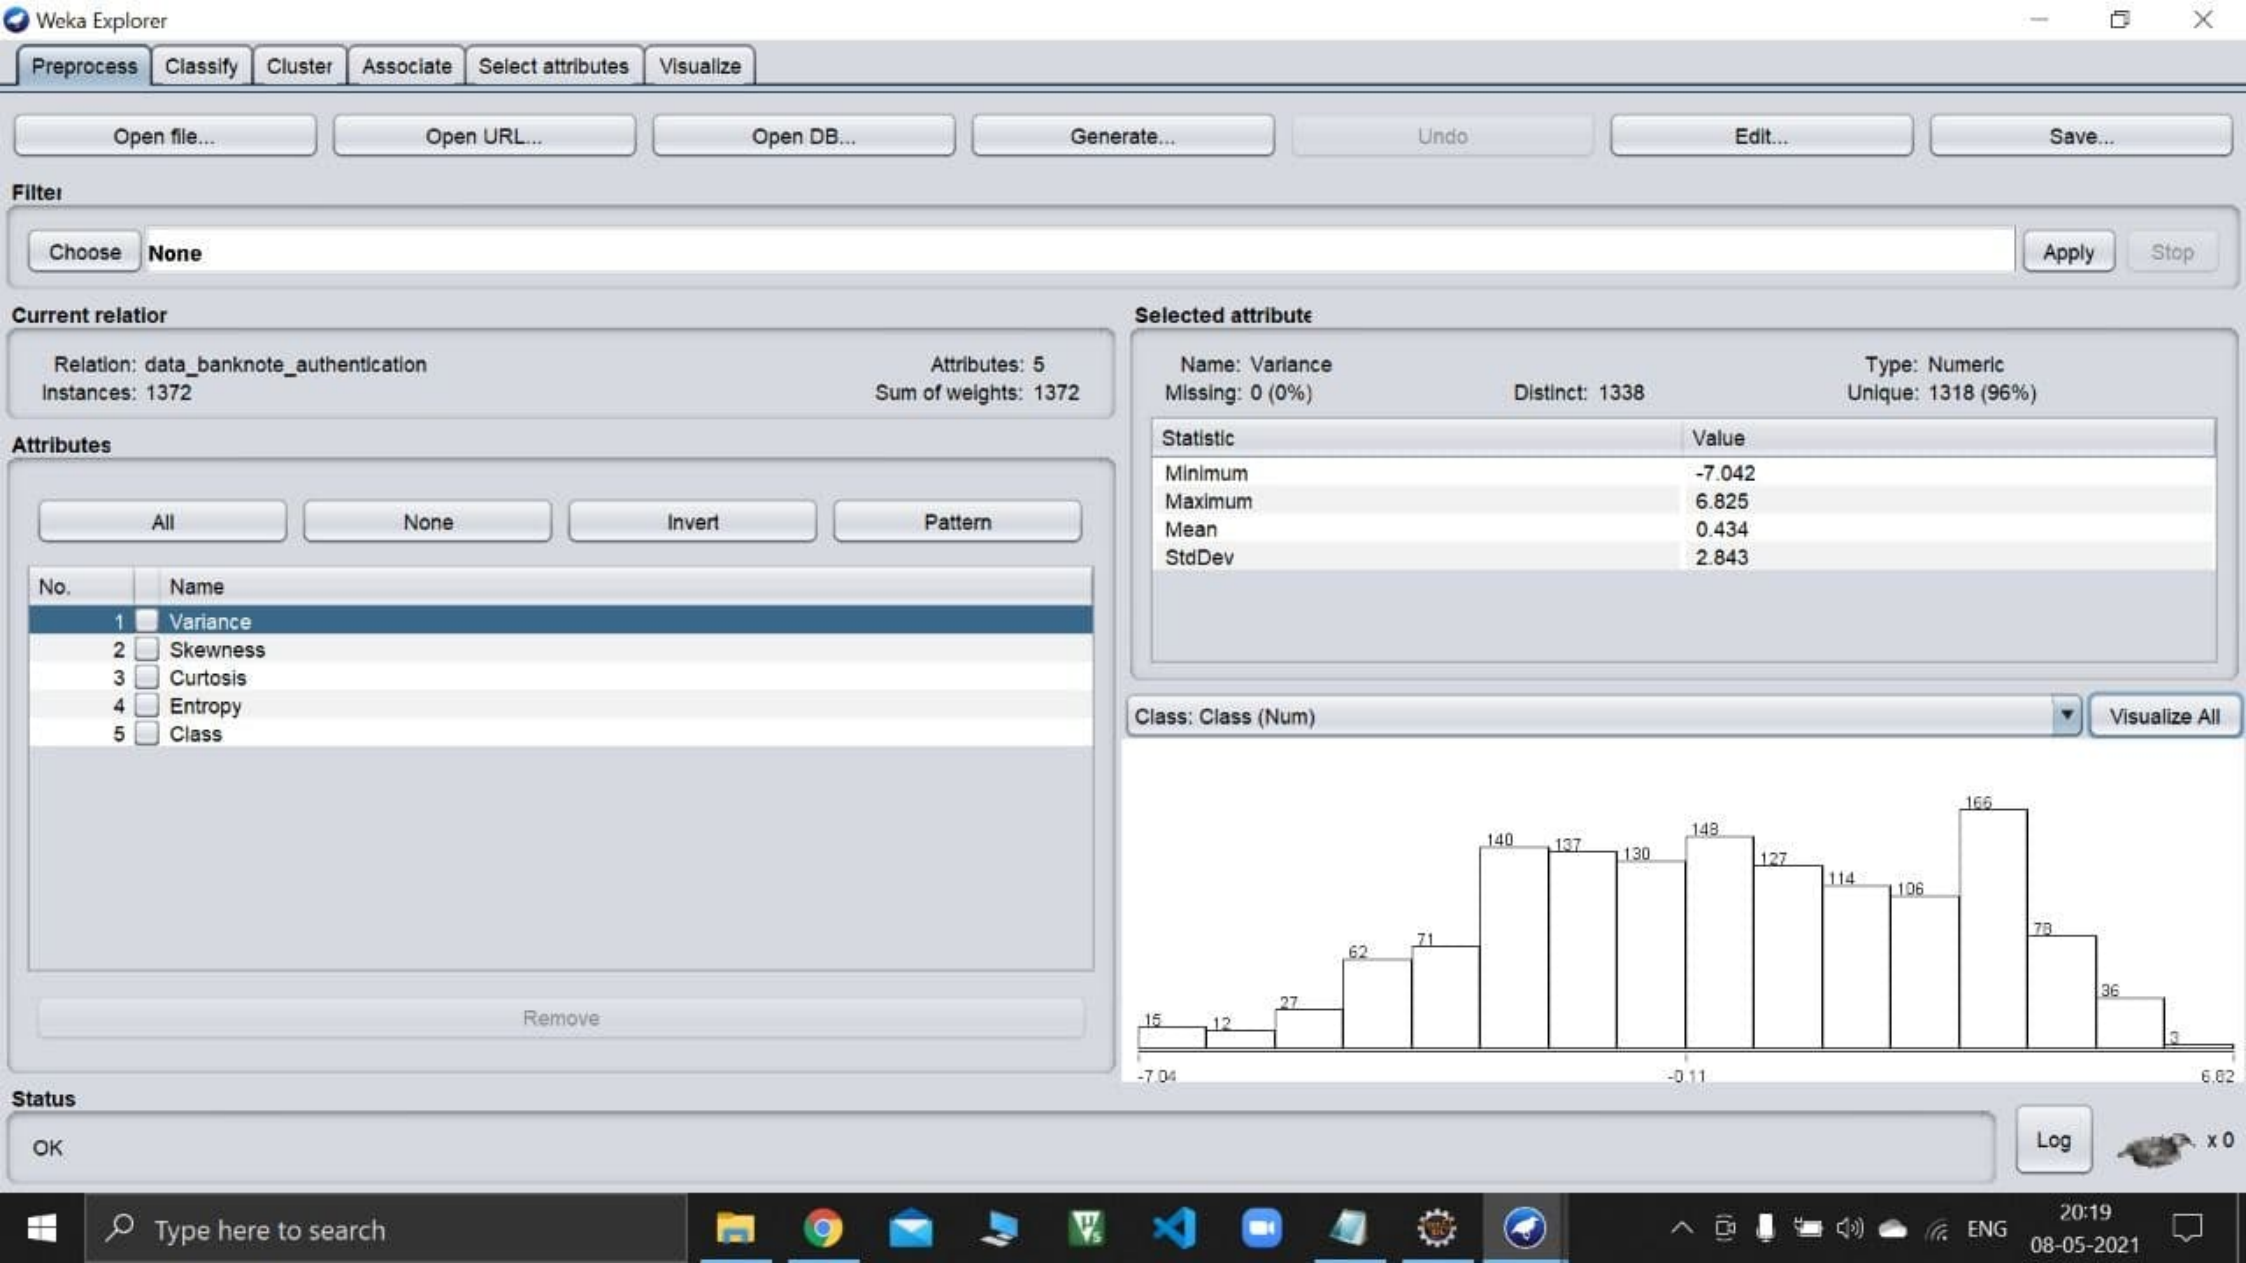 Weka Explorer
Preprocess Classify Cluster Associate Select attributes Visualize
Open file... Open URL... Open DB... Generate... Undo Edit... Save...
Filter
Choose None Apply Stop
Current relation
Relation: data_banknote_authentication Attributes: 5
Instances: 1372 Sum of weights: 1372
Attributes
All None Invert Pattern
No. Name
1 Variance
2 Skewness
3 Curtosis
4 Entropy
5 Class
Remove
Selected attribute
Name: Variance Type: Numeric
Missing: 0 (0%) Distinct: 1338 Unique: 1318 (96%)
Statistic Value
Minimum -7.042
Maximum 6.825
Mean 0.434
StdDev 2.843
Class: Class (Num) Visualize All
15 12 27 62 71 140 137 130 148 127 114 106 166 78 36 3
-7.04 -0.11 6.82
Status
OK
Log x 0
Type here to search
ENG
20:19
08-05-2021